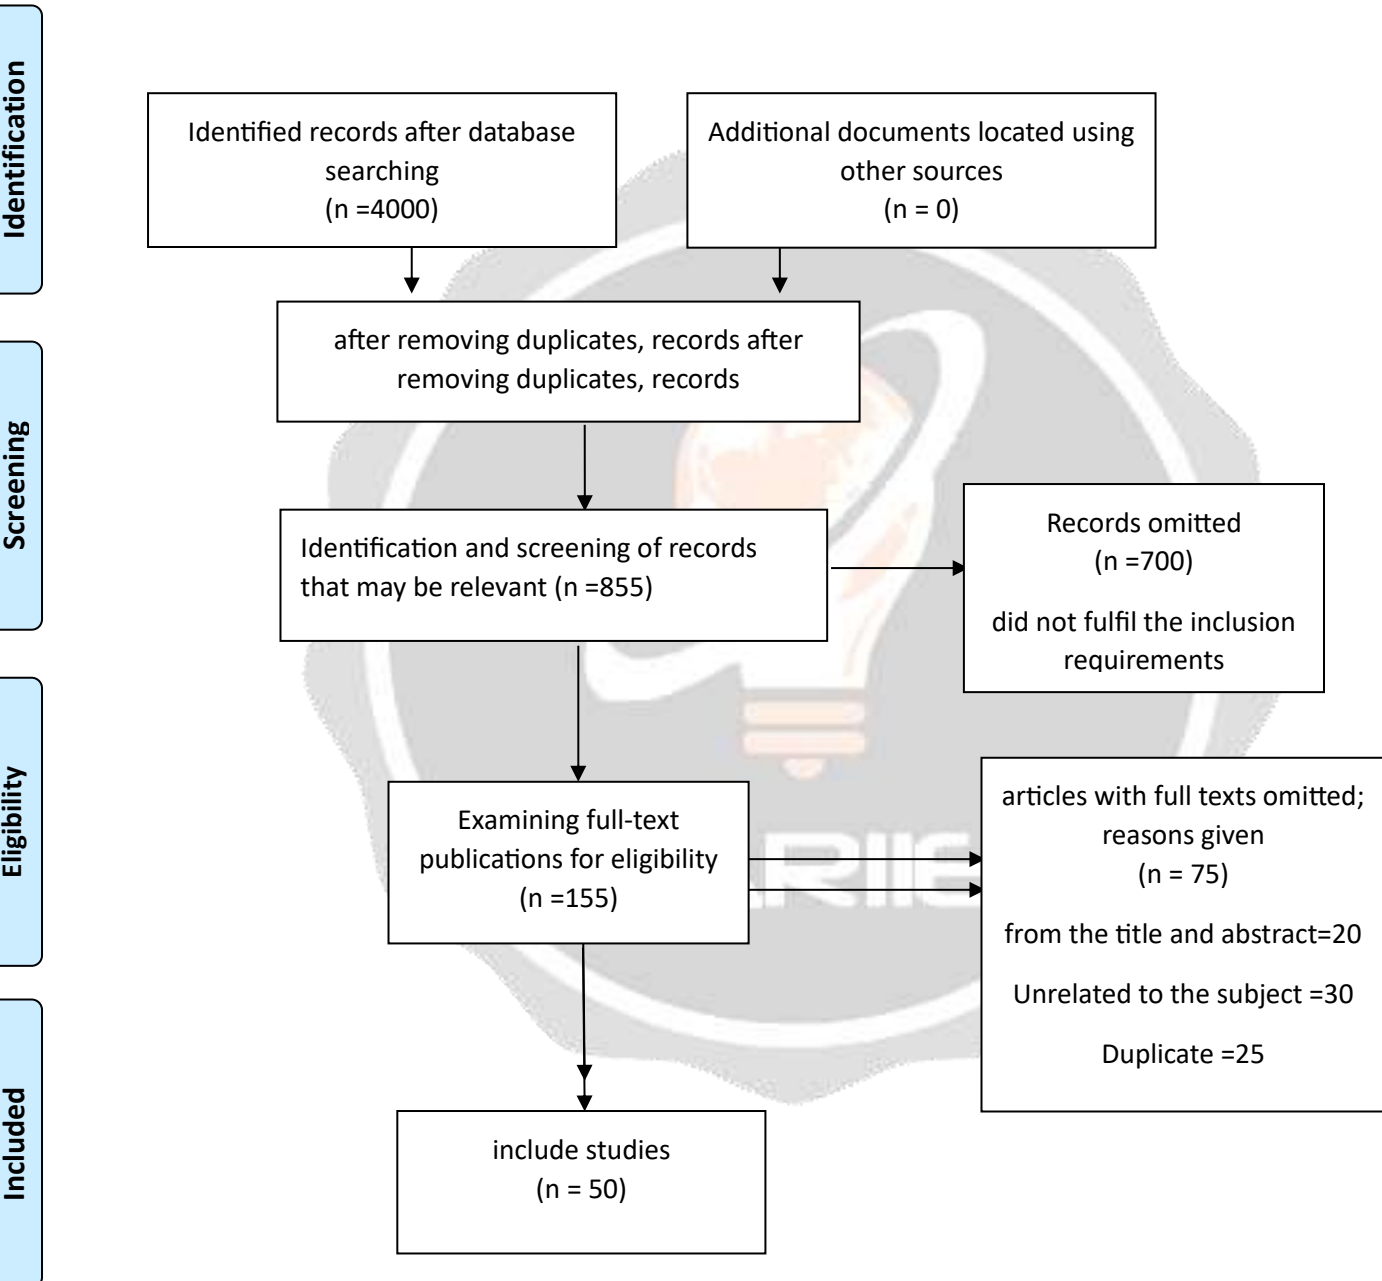 Identification
Identified records after database
searching
(n =4000)
Additional documents located using
other sources
(n = 0)
after removing duplicates, records after
removing duplicates, records
Screening
Identification and screening of records
that may be relevant (n =855)
Records omitted
(n =700)
did not fulfil the inclusion
requirements
Eligibility
Examining full-text
publications for eligibility
(n =155)
articles with full texts omitted;
reasons given
(n = 75)
from the title and abstract=20
Unrelated to the subject =30
Duplicate =25
Included
include studies
(n = 50)